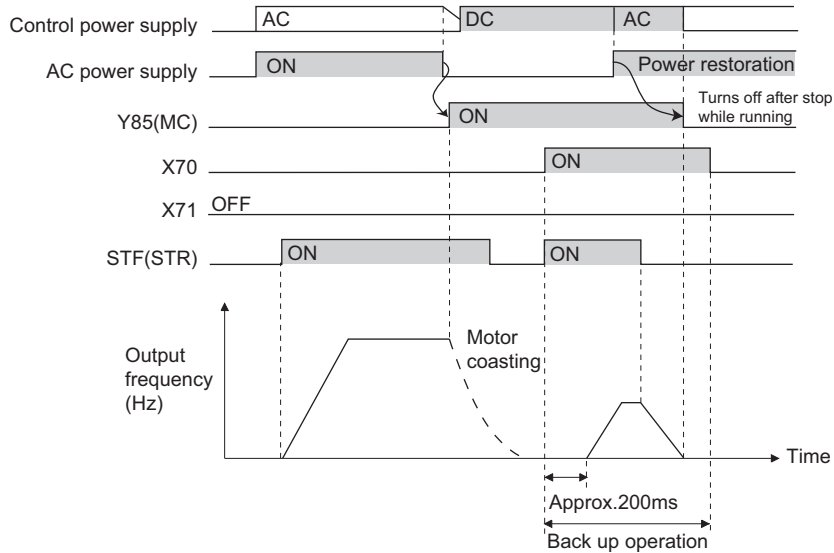 Control power supply
AC
DC
AC
AC power supply
ON
Power restoration
Turns off after stop
while running
Y85(MC)
ON
X70
ON
X71
OFF
STF(STR)
ON
ON
Output
frequency
(Hz)
Motor
coasting
Time
Approx.200ms
Back up operation